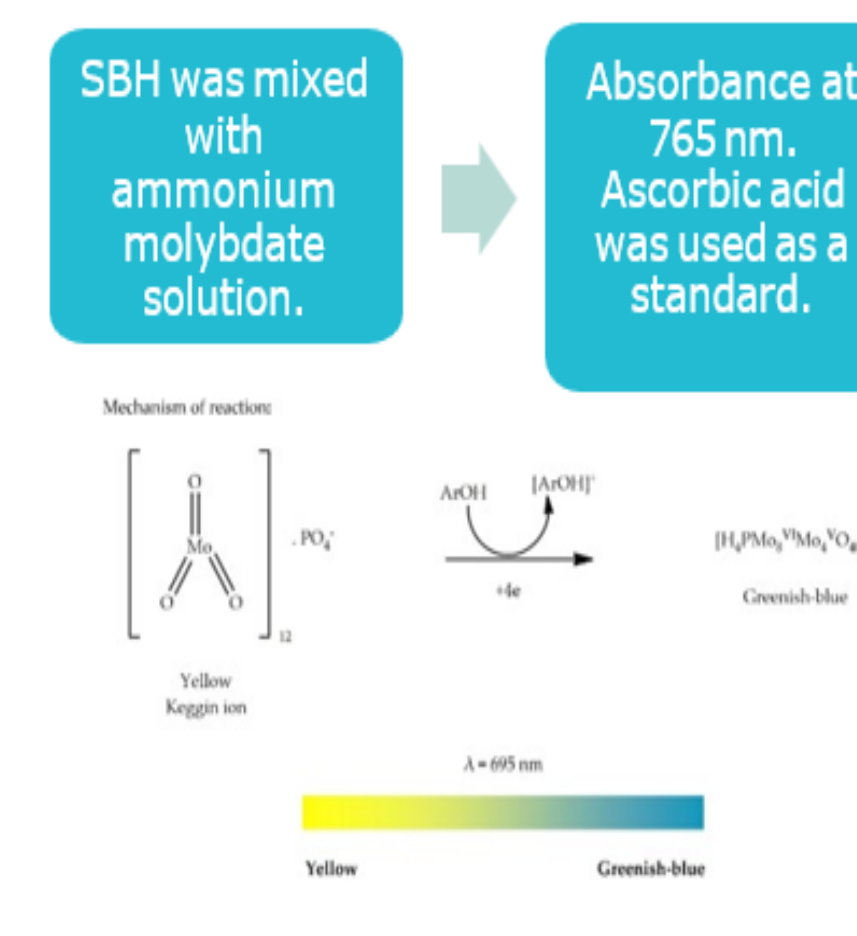 SBH was mixed
with
ammonium
molybdate
solution.
Absorbance at
765 nm.
Ascorbic acid
was used as a
standard.
Mechanism of reaction:
O
Mo
O O
12
. PO₄⁻
ArOH [ArOH]⁺
+4e
[H₄PMo₈ⱽᴵMo₄ⱽO
Greenish-blue
Yellow
Keggin ion
λ = 695 nm
Yellow Greenish-blue